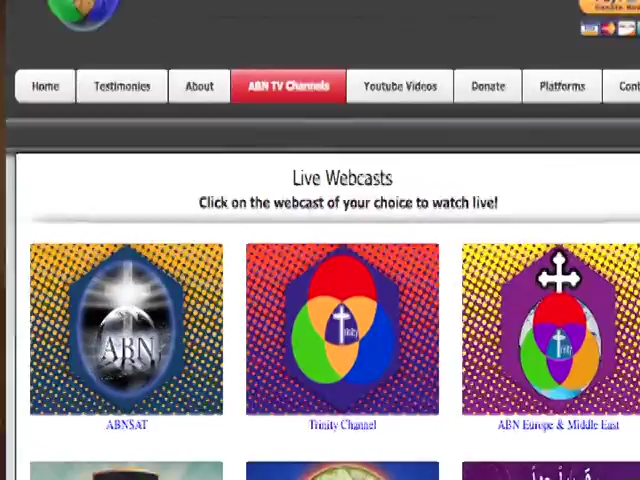 Home Testimonies About ABN TV Channels Youtube Videos Donate Platforms
Live Webcasts
Click on the webcast of your choice to watch live!
ABN
ABNSAT Trinity Channel ABN Europe & Middle East